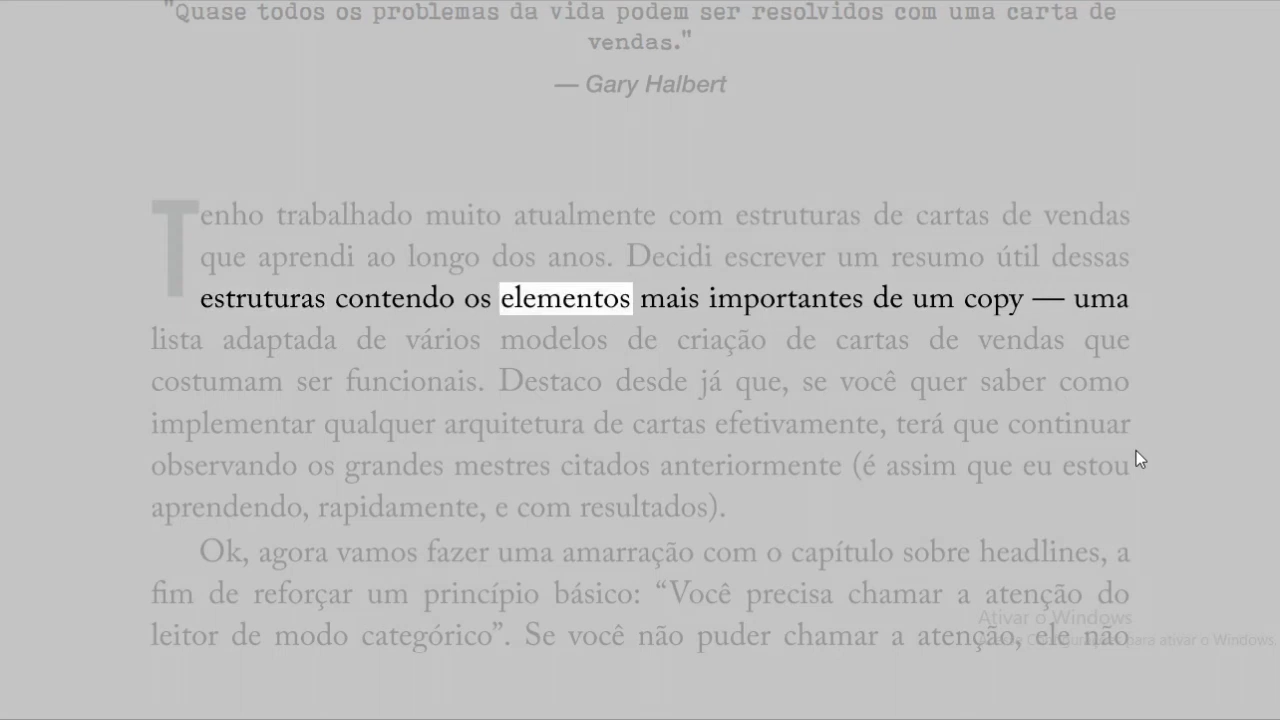 "Quase todos os problemas da vida podem ser resolvidos com uma carta de
vendas."
— Gary Halbert
Tenho trabalhado muito atualmente com estruturas de cartas de vendas
que aprendi ao longo dos anos. Decidi escrever um resumo útil dessas
estruturas contendo os elementos mais importantes de um copy — uma
lista adaptada de vários modelos de criação de cartas de vendas que
costumam ser funcionais. Destaco desde já que, se você quer saber como
implementar qualquer arquitetura de cartas efetivamente, terá que continuar
observando os grandes mestres citados anteriormente (é assim que eu estou
aprendendo, rapidamente, e com resultados).
Ok, agora vamos fazer uma amarração com o capítulo sobre headlines, a
fim de reforçar um princípio básico: “Você precisa chamar a atenção do
leitor de modo categórico”. Se você não puder chamar a atenção, ele não
Ativar o Windows
para ativar o Windows.